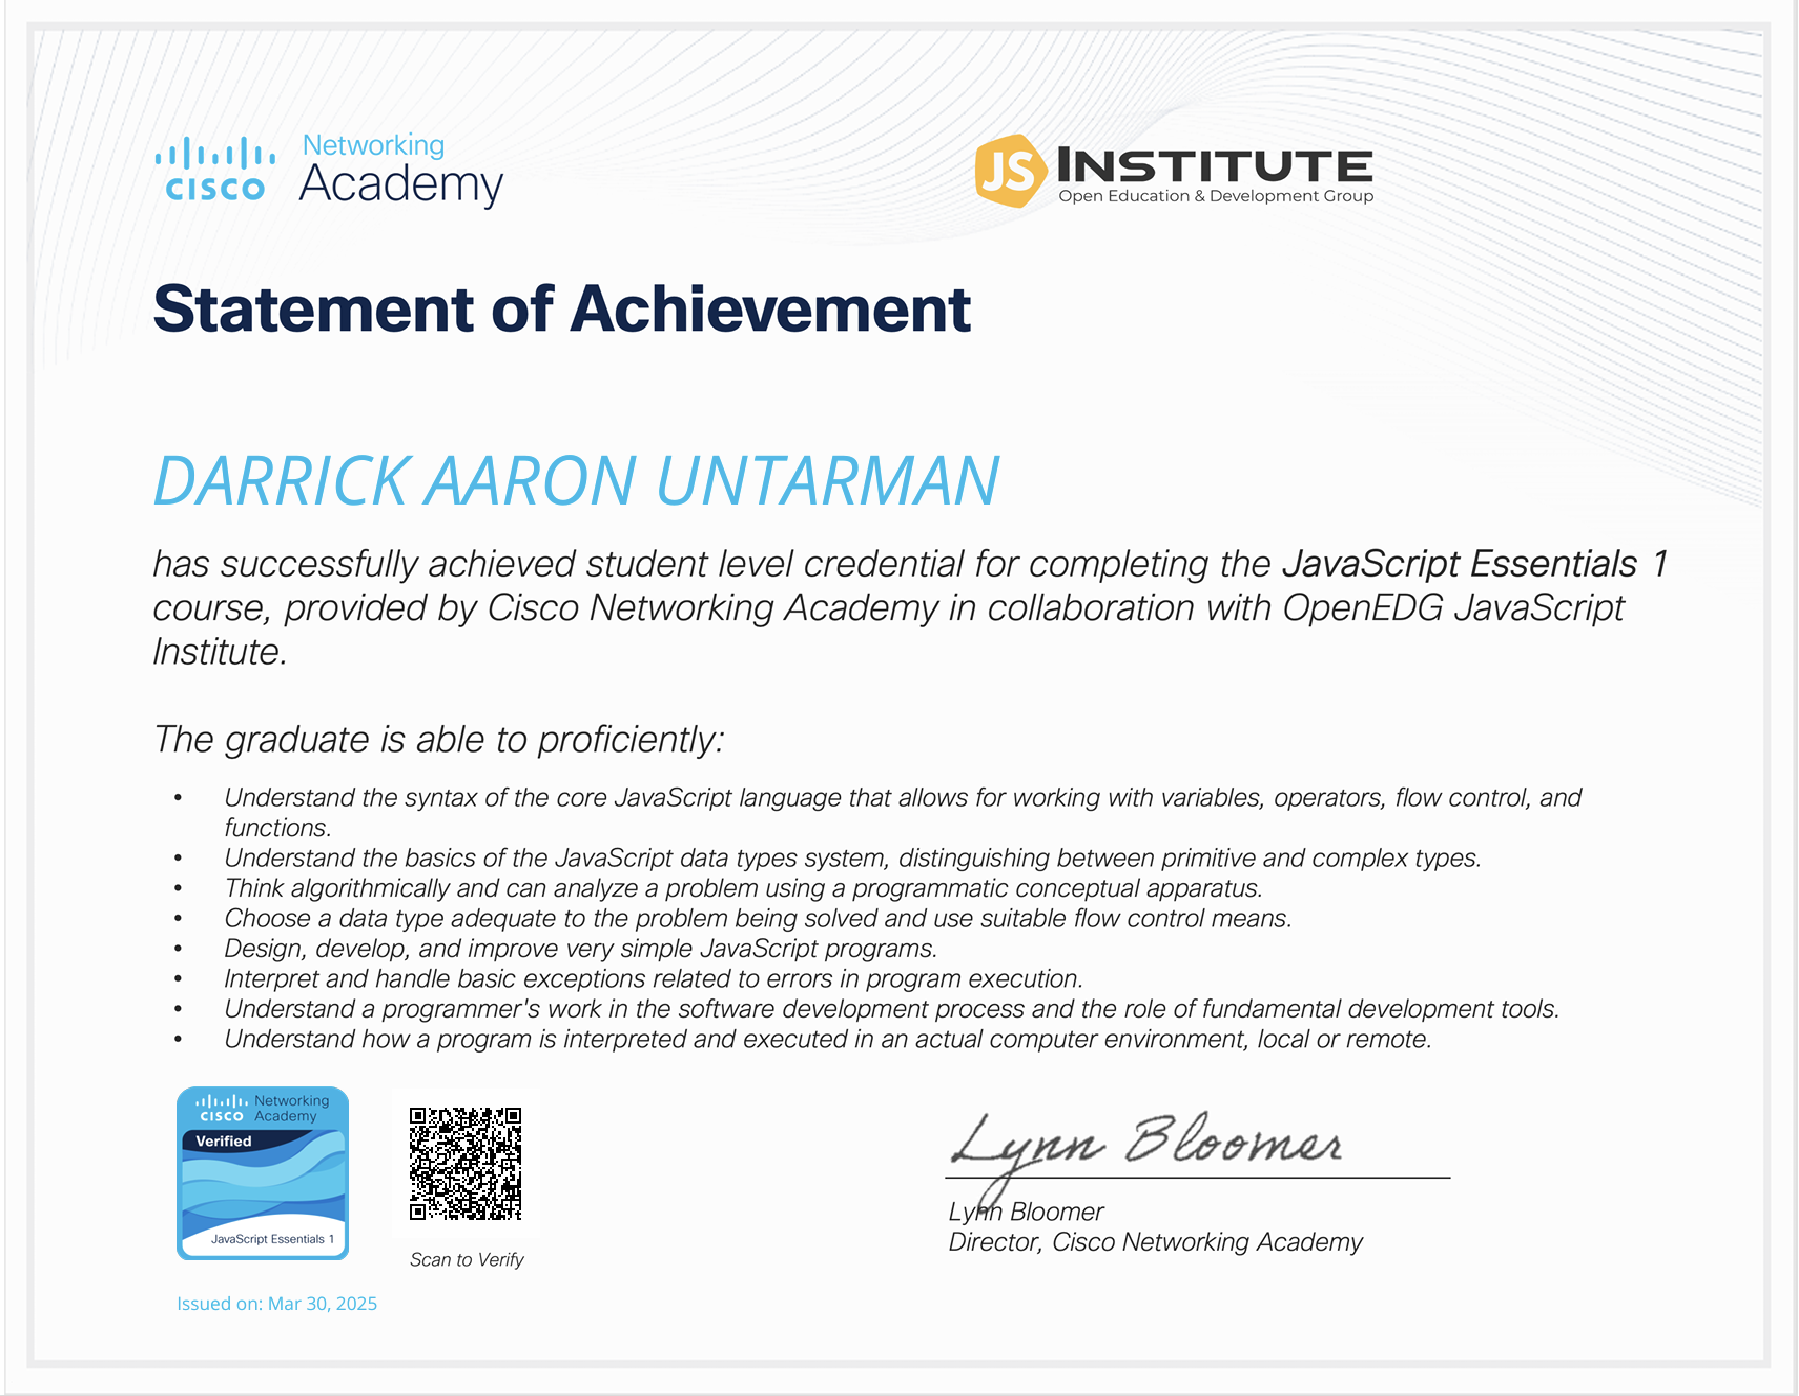 CISCO Networking Academy
JS INSTITUTE
Open Education & Development Group
Statement of Achievement
DARRICK AARON UNTARMAN
has successfully achieved student level credential for completing the JavaScript Essentials 1
course, provided by Cisco Networking Academy in collaboration with OpenEDG JavaScript
Institute.
The graduate is able to proficiently:
• Understand the syntax of the core JavaScript language that allows for working with variables, operators, flow control, and
functions.
• Understand the basics of the JavaScript data types system, distinguishing between primitive and complex types.
• Think algorithmically and can analyze a problem using a programmatic conceptual apparatus.
• Choose a data type adequate to the problem being solved and use suitable flow control means.
• Design, develop, and improve very simple JavaScript programs.
• Interpret and handle basic exceptions related to errors in program execution.
• Understand a programmer's work in the software development process and the role of fundamental development tools.
• Understand how a program is interpreted and executed in an actual computer environment, local or remote.
CISCO Networking Academy
Verified
JavaScript Essentials 1
Scan to Verify
Issued on: Mar 30, 2025
Lynn Bloomer
Lynn Bloomer
Director, Cisco Networking Academy